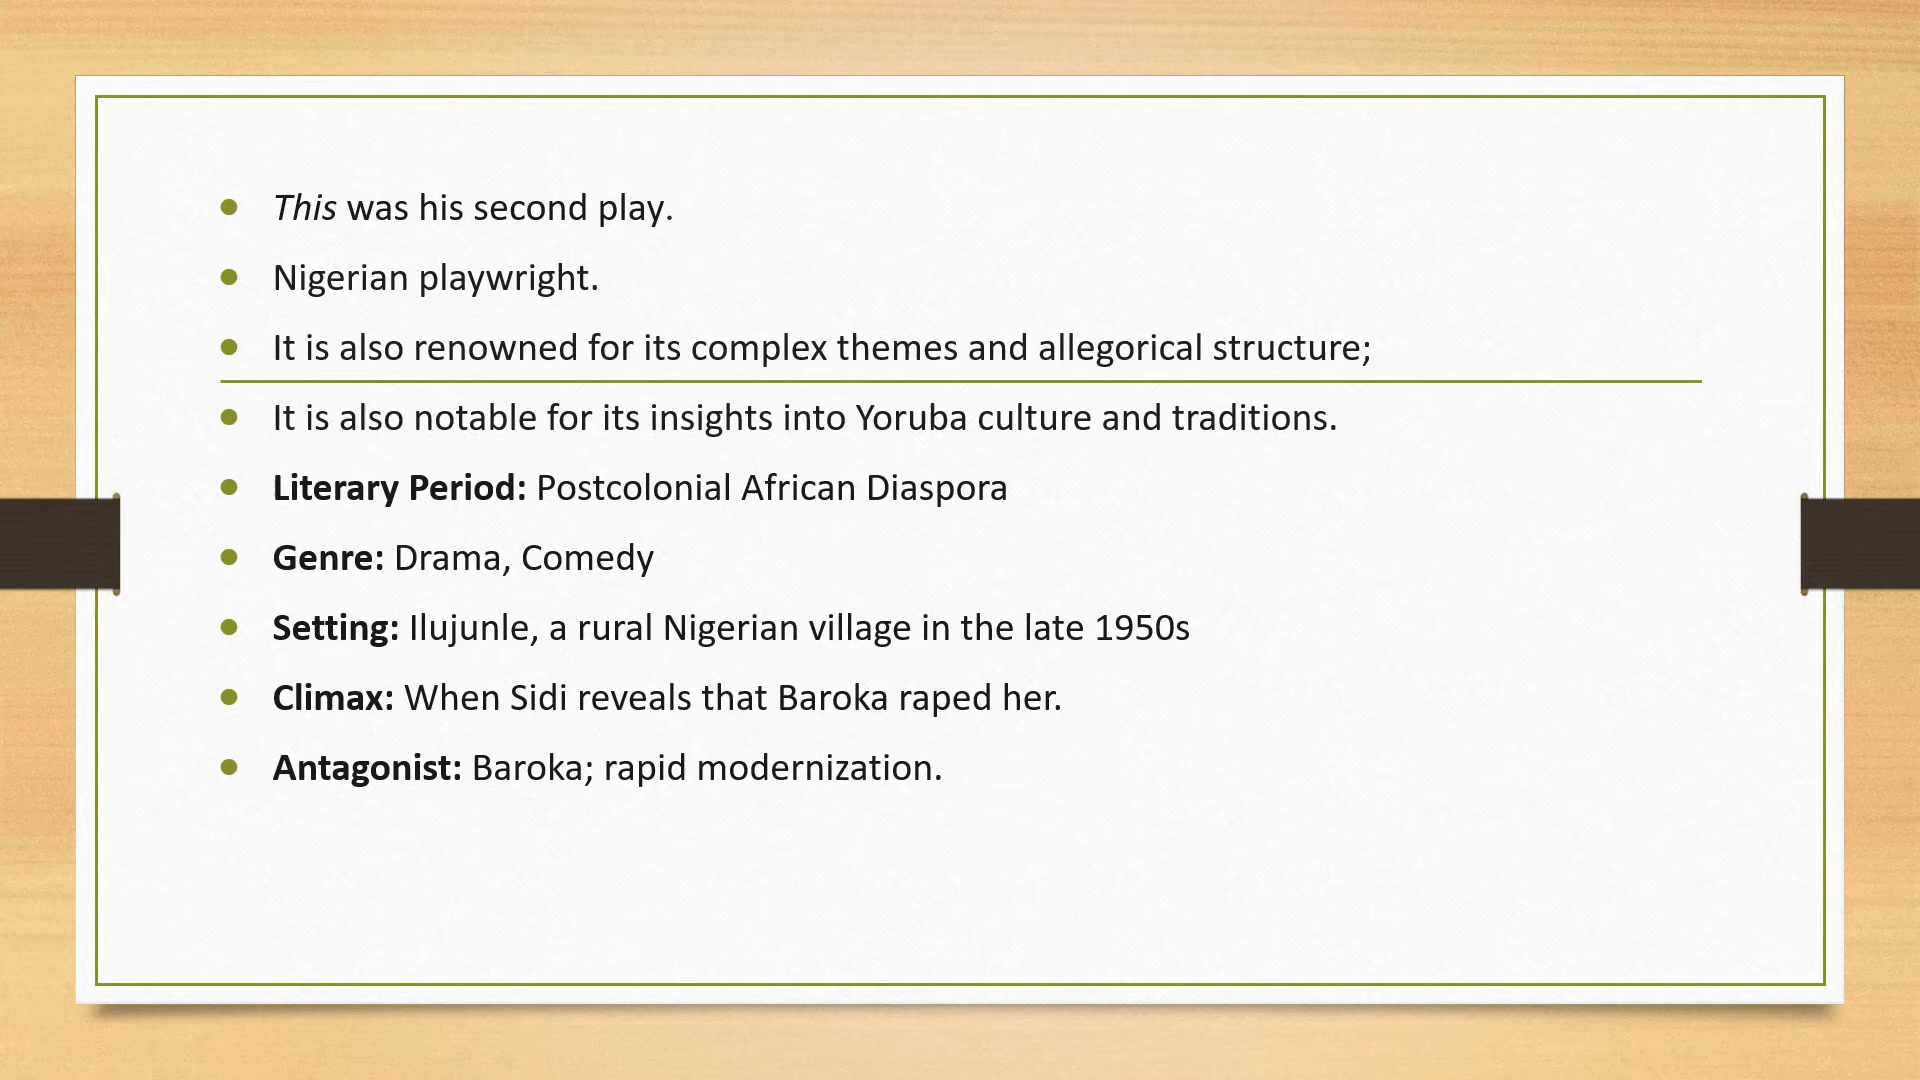 This was his second play.
Nigerian playwright.
It is also renowned for its complex themes and allegorical structure;
It is also notable for its insights into Yoruba culture and traditions.
Literary Period: Postcolonial African Diaspora
Genre: Drama, Comedy
Setting: Ilujunle, a rural Nigerian village in the late 1950s
Climax: When Sidi reveals that Baroka raped her.
Antagonist: Baroka; rapid modernization.